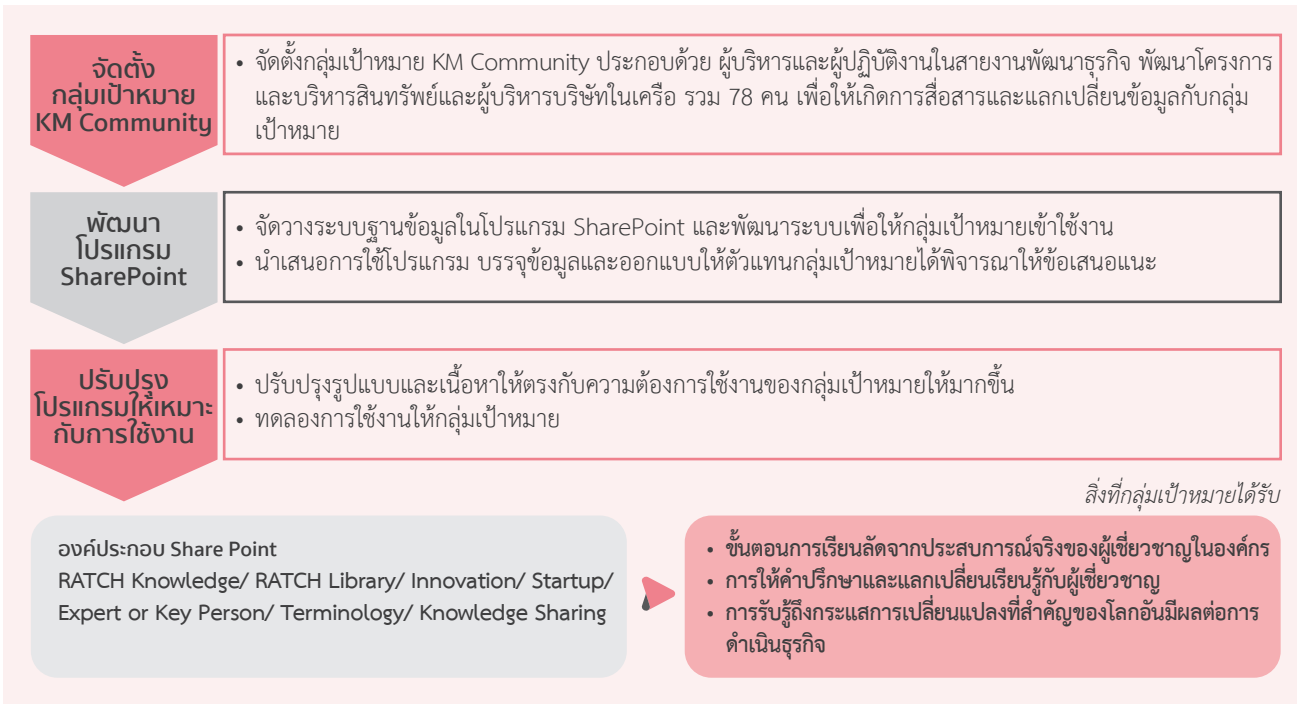 จัดตั้ง
กลุ่มเป้าหมาย
KM Community
• จัดตั้งกลุ่มเป้าหมาย KM Community ประกอบด้วย ผู้บริหารและผู้ปฏิบัติงานในสายงานพัฒนาธุรกิจ พัฒนาโครงการ
และบริหารสินทรัพย์และผู้บริหารบริษัทในเครือ รวม 78 คน เพื่อให้เกิดการสื่อสารและแลกเปลี่ยนข้อมูลกับกลุ่ม
เป้าหมาย
พัฒนา
โปรแกรม
SharePoint
• จัดวางระบบฐานข้อมูลในโปรแกรม SharePoint และพัฒนาระบบเพื่อให้กลุ่มเป้าหมายเข้าใช้งาน
• นำเสนอการใช้โปรแกรม บรรจุข้อมูลและออกแบบให้ตัวแทนกลุ่มเป้าหมายได้พิจารณาให้ข้อเสนอแนะ
ปรับปรุง
โปรแกรมให้เหมาะ
กับการใช้งาน
• ปรับปรุงรูปแบบและเนื้อหาให้ตรงกับความต้องการใช้งานของกลุ่มเป้าหมายให้มากขึ้น
• ทดลองการใช้งานให้กลุ่มเป้าหมาย
สิ่งที่กลุ่มเป้าหมายได้รับ
องค์ประกอบ Share Point
RATCH Knowledge/ RATCH Library/ Innovation/ Startup/
Expert or Key Person/ Terminology/ Knowledge Sharing
• ขั้นตอนการเรียนลัดจากประสบการณ์จริงของผู้เชี่ยวชาญในองค์กร
• การให้คำปรึกษาและแลกเปลี่ยนเรียนรู้กับผู้เชี่ยวชาญ
• การรับรู้ถึงกระแสการเปลี่ยนแปลงที่สำคัญของโลกอันมีผลต่อการ
ดำเนินธุรกิจ